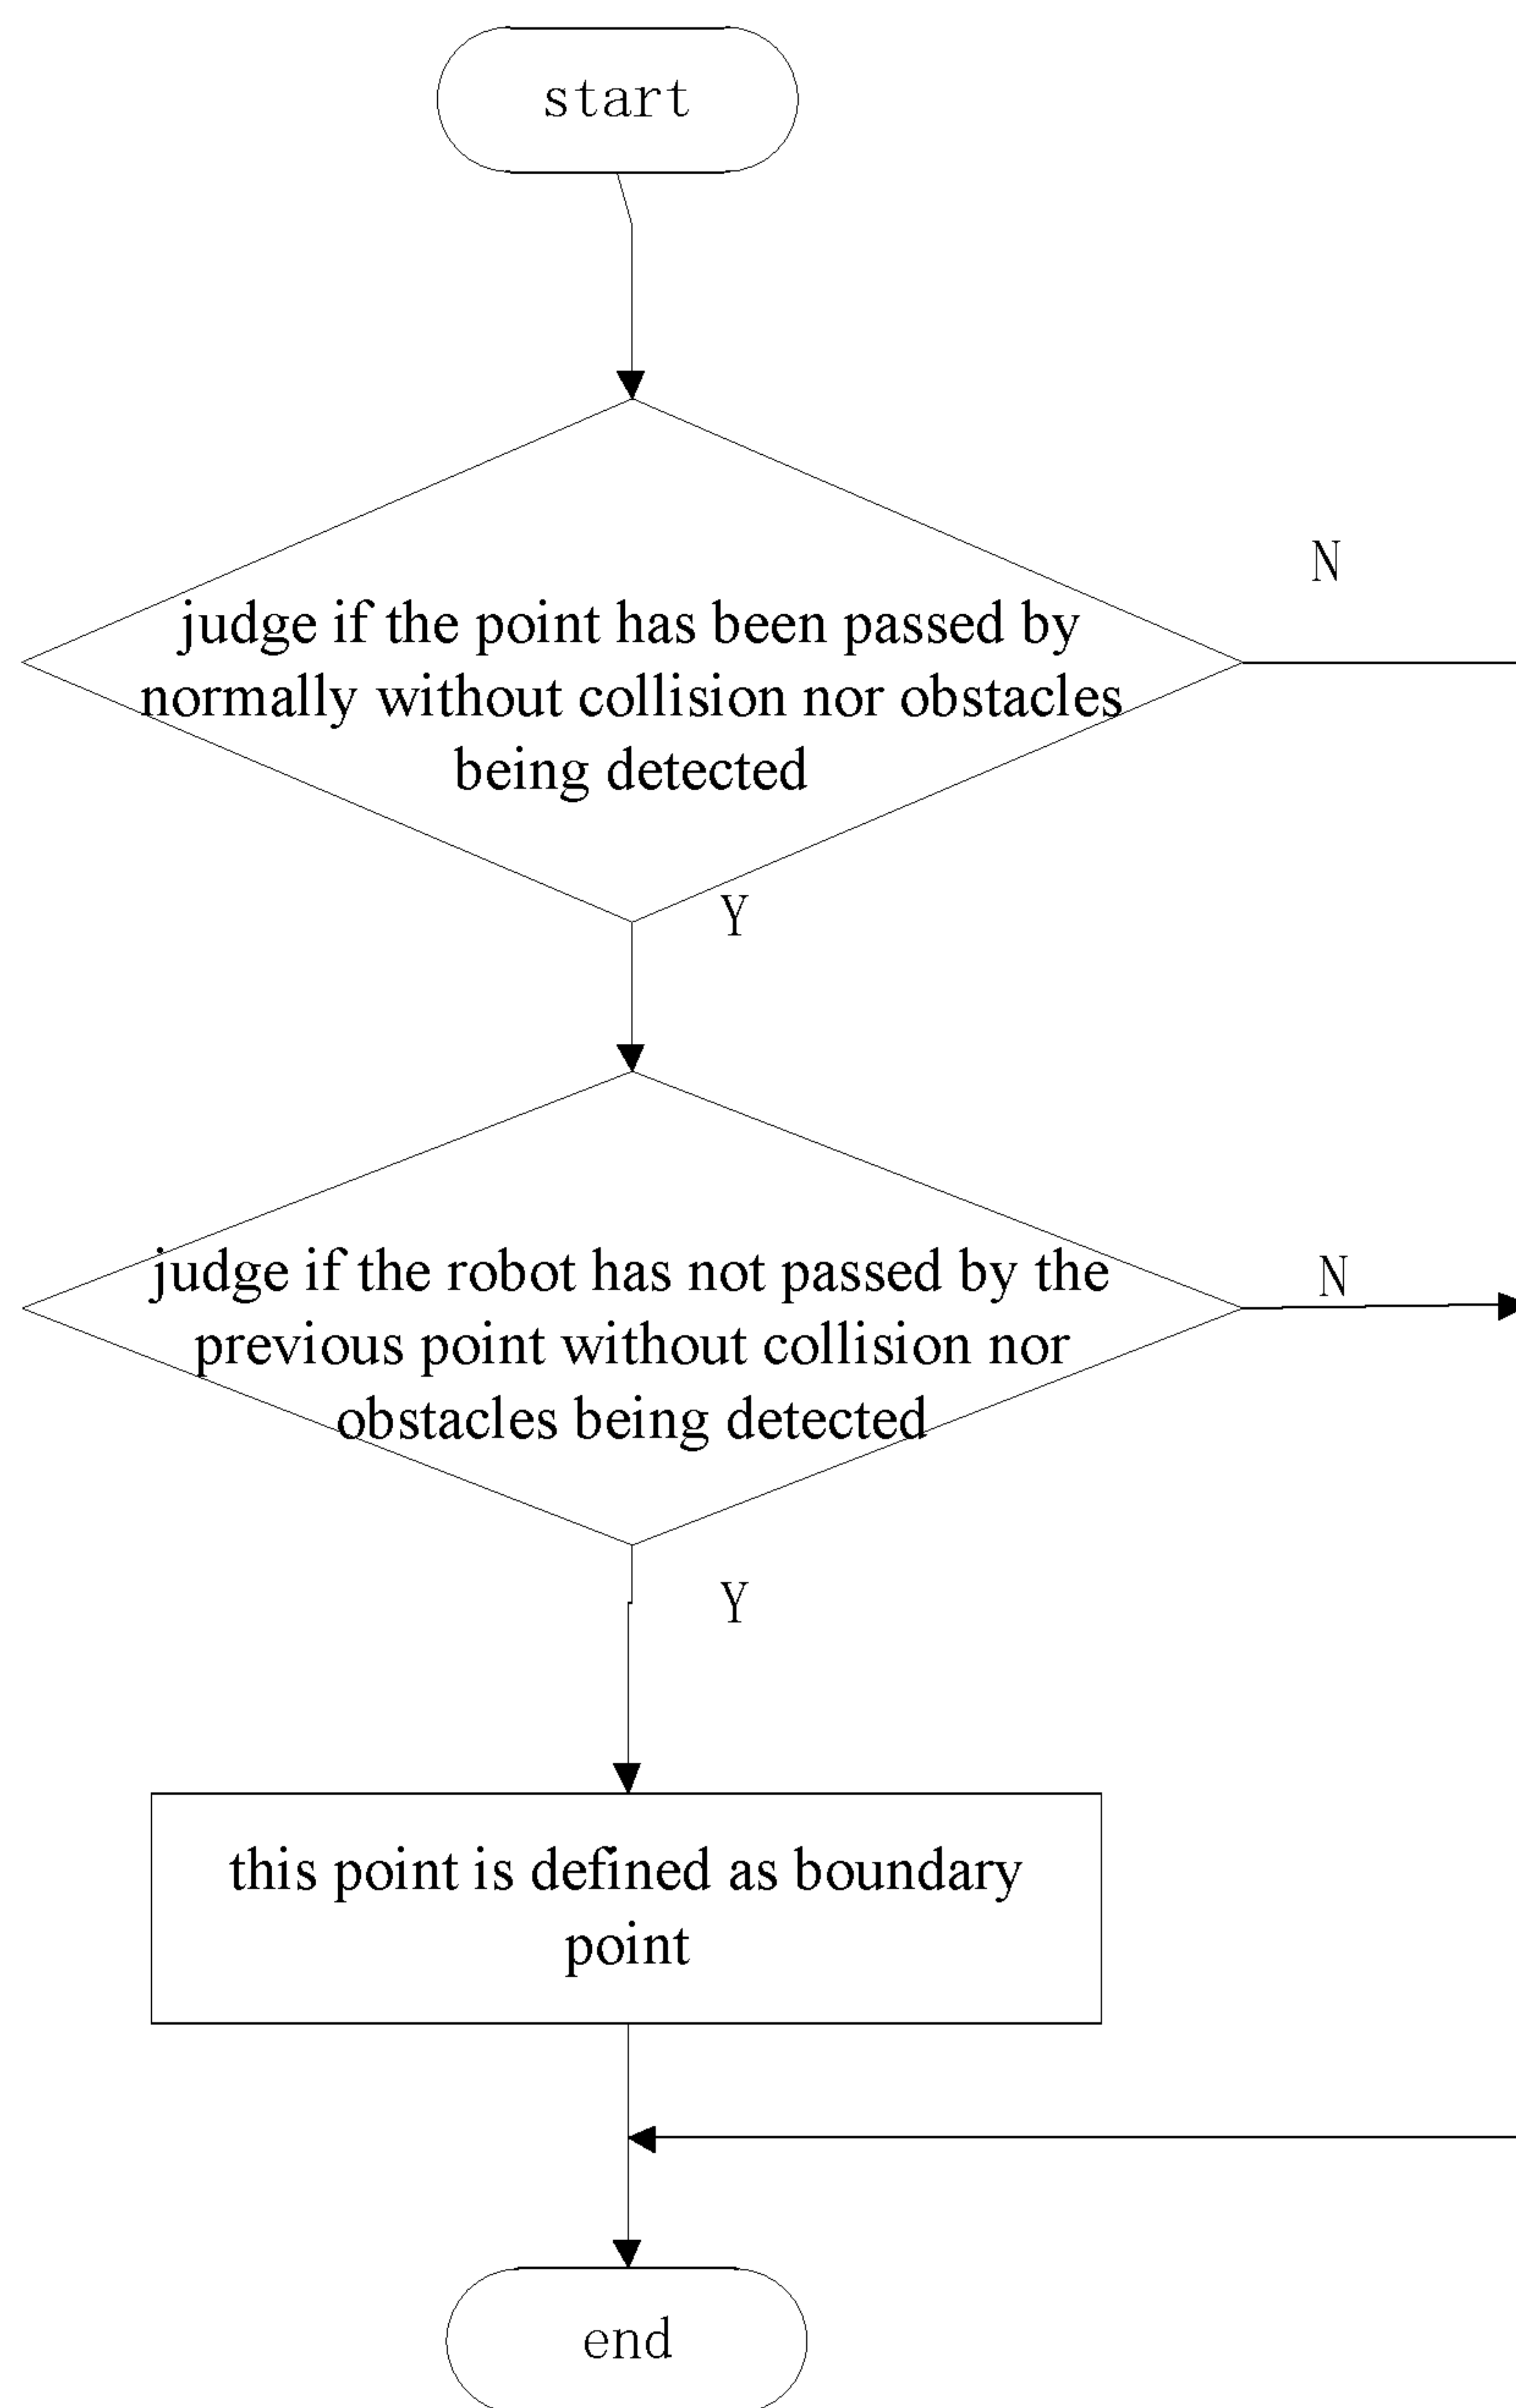 start
N
judge if the point has been passed by
normally without collision nor obstacles
being detected
Y
judge if the robot has not passed by the
N
previous point without collision nor
obstacles being detected
Y
this point is defined as boundary
point
end